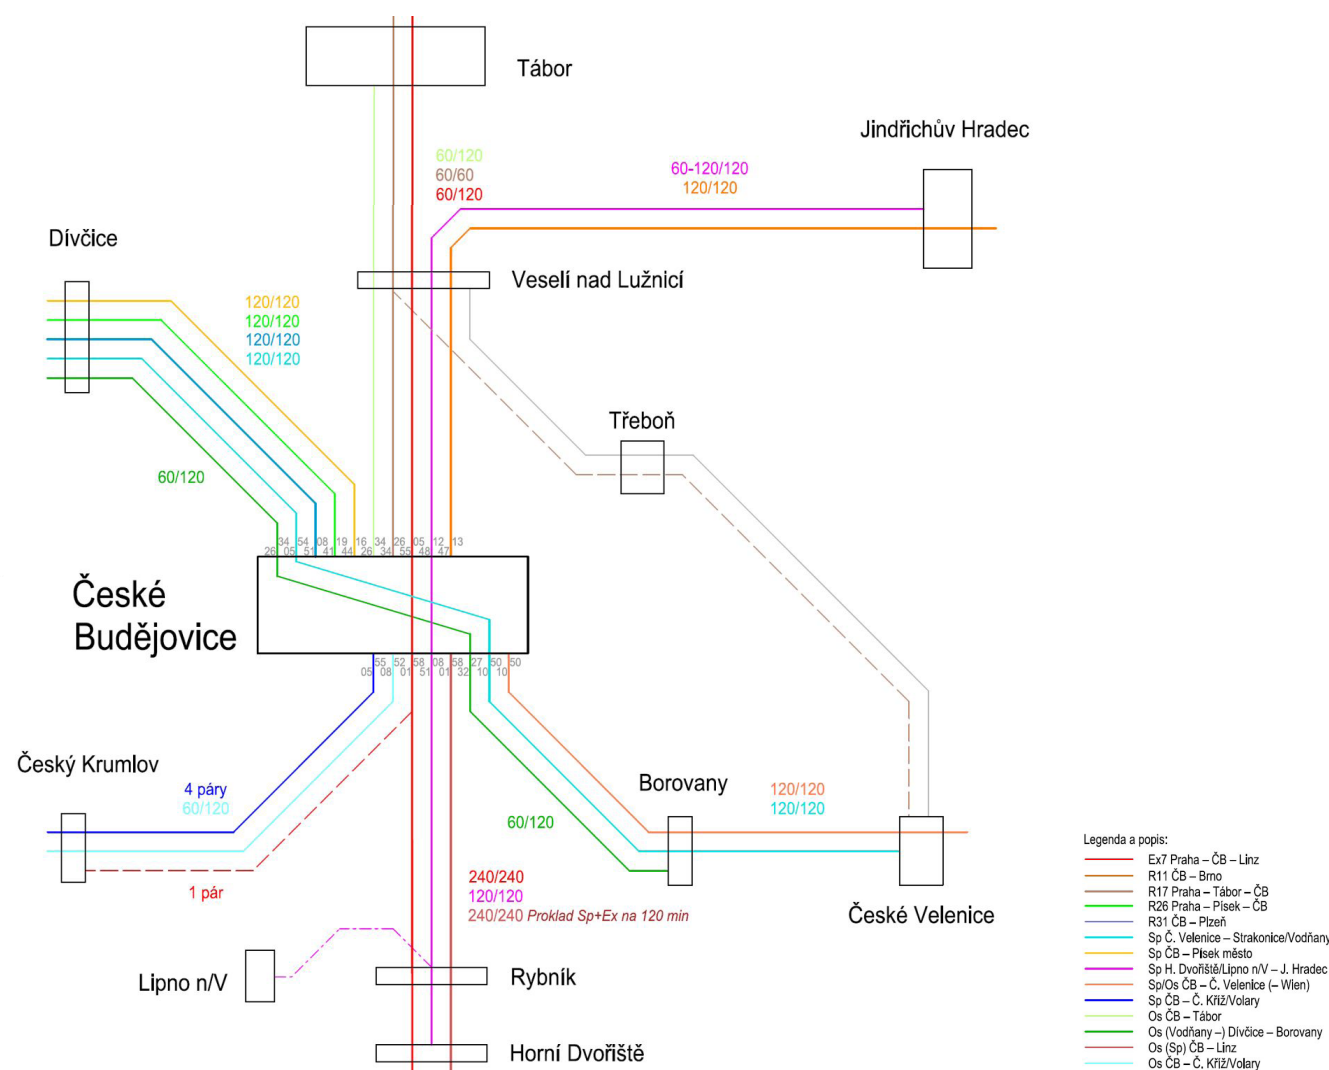 Tábor
Jindřichův Hradec
60/120
60/60
60/120
60-120/120
120/120
Dívčice
Veselí nad Lužnicí
120/120
120/120
120/120
120/120
Třeboň
60/120
34 54 08 19 16 34 26 05 12 13
26 05 51 41 44 26 34 55 48 47
České
Budějovice
55 52 58 08 58 27 50 50
05 08 01 51 01 32 10 10
Český Krumlov
4 páry
60/120
1 pár
Borovany
120/120
120/120
60/120
240/240
120/120
240/240 Proklad Sp+Ex na 120 min
České Velenice
Lipno n/V
Rybník
Horní Dvořiště
Legenda a popis:
Ex7 Praha – ČB – Linz
R11 ČB – Brno
R17 Praha – Tábor – ČB
R26 Praha – Písek – ČB
R31 ČB – Plzeň
Sp Č. Velenice – Strakonice/Vodňany
Sp ČB – Písek město
Sp H. Dvořiště/Lipno n/V – J. Hradec
Sp/Os ČB – Č. Velenice (– Wien)
Sp ČB – Č. Kříž/Volary
Os ČB – Tábor
Os (Vodňany –) Dívčice – Borovany
Os (Sp) ČB – Linz
Os ČB – Č. Kříž/Volary